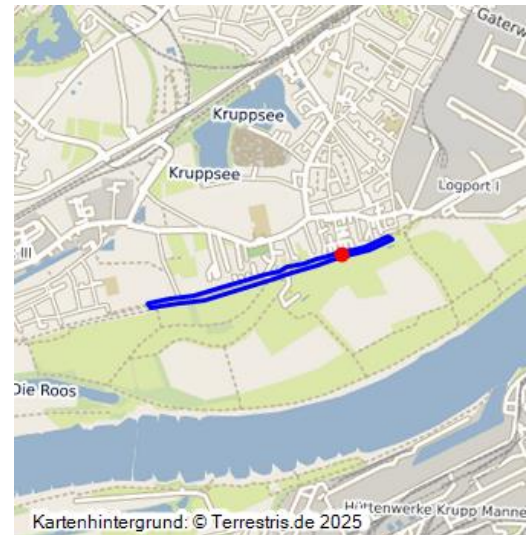 Gaterw
Kruppsee
Kruppsee
Logport I
III
Die Roos
Hüttenwerke Krupp Manne
Kartenhintergrund: © Terrestris.de 2025